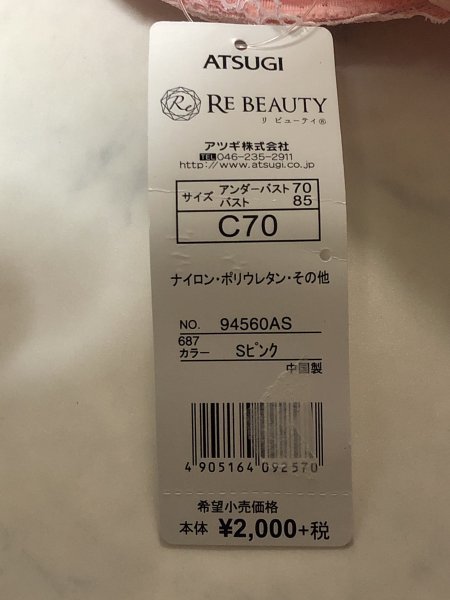 ATSUGI
Re RE BEAUTY
リ ビューティ®
アツギ株式会社
TEL046-235-2911
http://www.atsugi.co.jp
サイズ アンダーバスト 70
バスト 85
C70
ナイロン・ポリウレタン・その他
NO. 94560AS
687
カラー Sピンク
中国製
4 905164 092570
希望小売価格
本体 ¥2,000+税